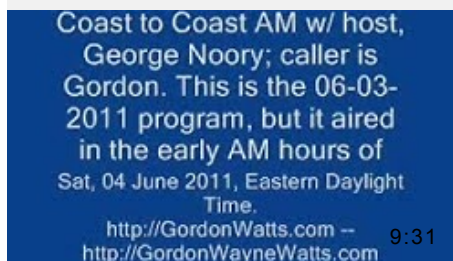 Coast to Coast AM w/ host,
George Noory; caller is
Gordon. This is the 06-03-
2011 program, but it aired
in the early AM hours of
Sat, 04 June 2011, Eastern Daylight
Time.
http://GordonWatts.com --
9:31
http://GordonWayneWatts.com